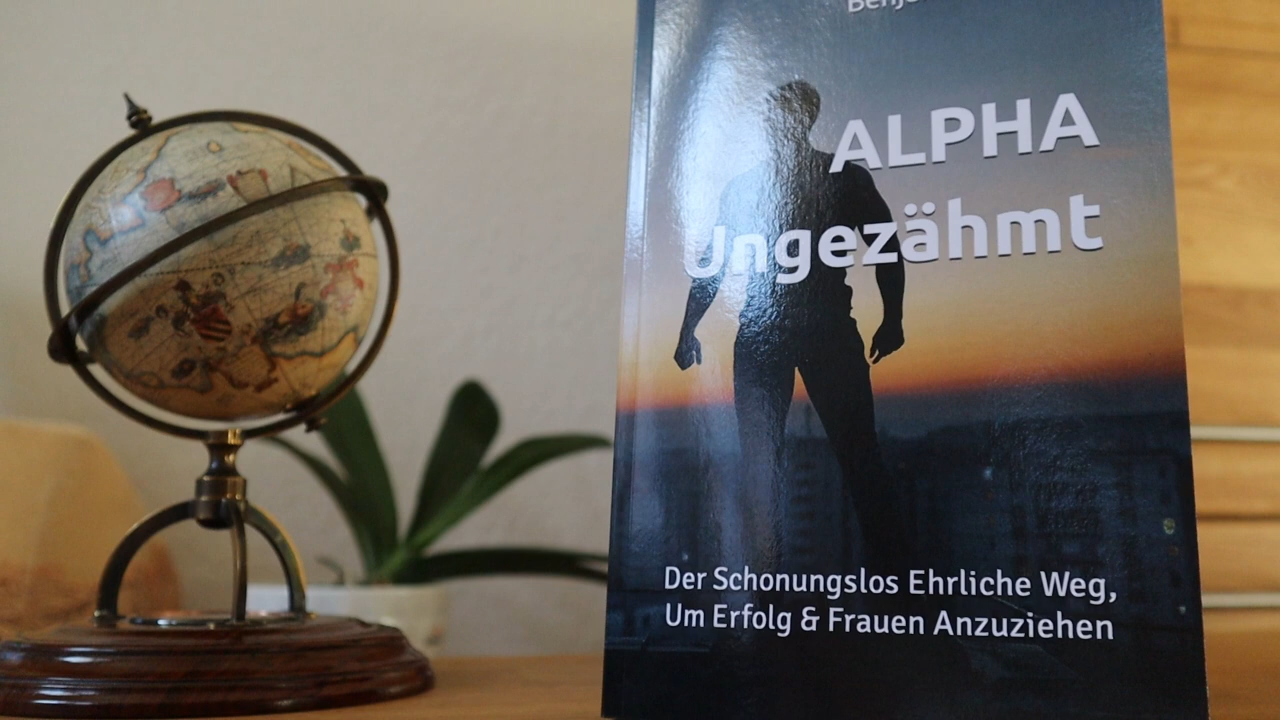 ALPHA
Ungezähmt
Der Schonungslos Ehrliche Weg,
Um Erfolg & Frauen Anzuziehen